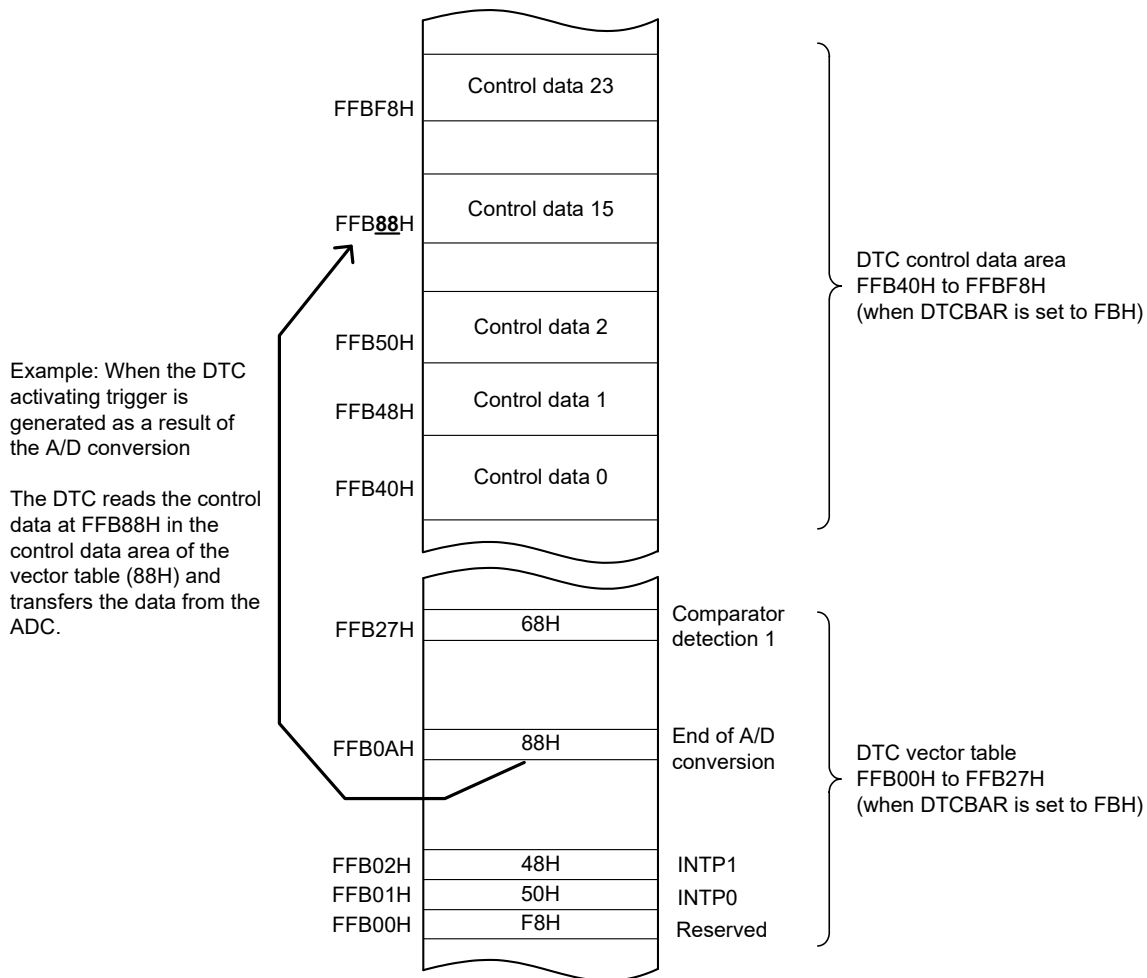 Control data 23
FFBF8H
Control data 15
FFB88H
DTC control data area
FFB40H to FFBF8H
(when DTCBAR is set to FBH)
Control data 2
FFB50H
Example: When the DTC
activating trigger is
generated as a result of
the A/D conversion
Control data 1
FFB48H
Control data 0
FFB40H
The DTC reads the control
data at FFB88H in the
control data area of the
vector table (88H) and
transfers the data from the
ADC.
FFB27H
68H
Comparator
detection 1
FFB0AH
88H
End of A/D
conversion
DTC vector table
FFB00H to FFB27H
(when DTCBAR is set to FBH)
FFB02H
48H
INTP1
FFB01H
50H
INTP0
FFB00H
F8H
Reserved